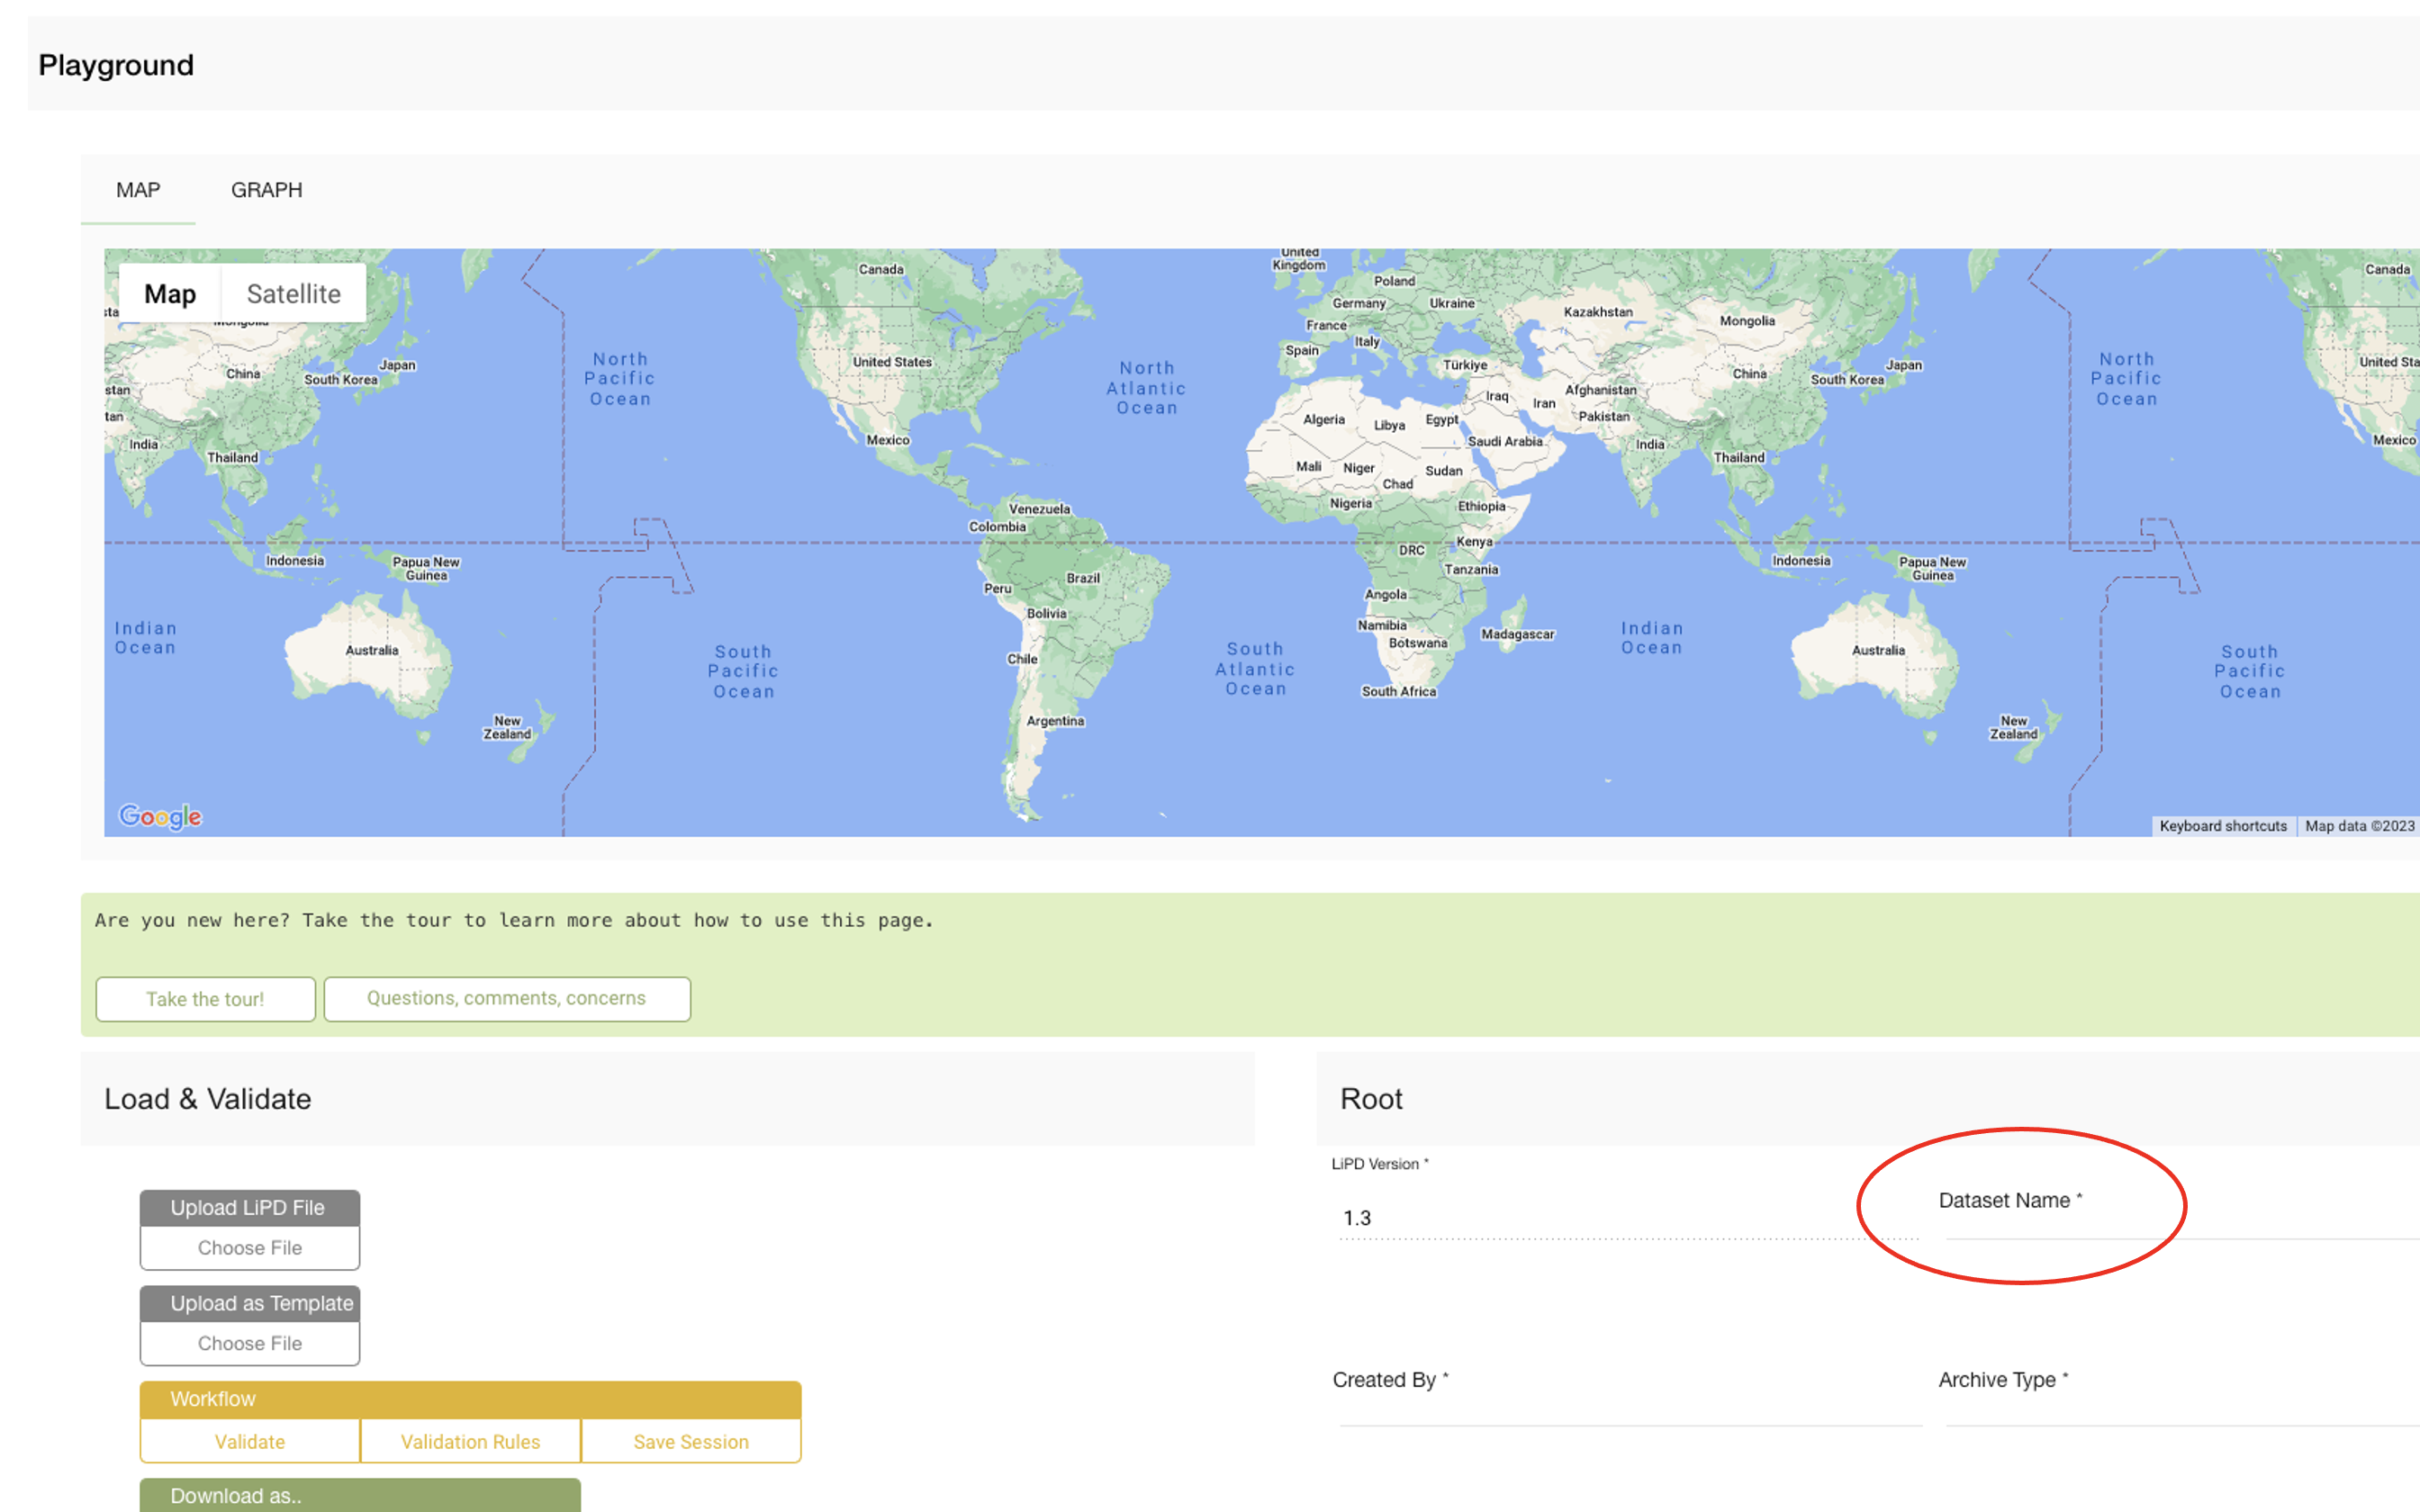 Playground
MAP GRAPH
Map Satellite
Mongolia
China
South Korea
Japan
stan
tan
India
Thailand
Indonesia
Papua New
Guinea
Indian
Ocean
Australia
New
Zealand
North
Pacific
Ocean
South
Pacific
Ocean
Canada
United States
Mexico
Venezuela
Colombia
Brazil
Peru
Bolivia
Chile
Argentina
North
Atlantic
Ocean
South
Atlantic
Ocean
United
Kingdom
Poland
Germany
Ukraine
France
Italy
Spain
Türkiye
Kazakhstan
Mongolia
Afghanistan
Iraq
Iran
Pakistan
Algeria
Libya
Egypt
Saudi Arabia
Mali
Niger
Sudan
Chad
Nigeria
Ethiopia
DRC
Kenya
Tanzania
Angola
Namibia
Botswana
Madagascar
South Africa
China
South Korea
Japan
India
Thailand
Indonesia
Papua New
Guinea
Indian
Ocean
Australia
New
Zealand
North
Pacific
Ocean
South
Pacific
Ocean
Canada
United Sta
Mexico
Google
Keyboard shortcuts Map data ©2023
Are you new here? Take the tour to learn more about how to use this page.
Take the tour! Questions, comments, concerns
Load & Validate
Upload LiPD File
Choose File
Upload as Template
Choose File
Workflow
Validate Validation Rules Save Session
Download as..
Root
LiPD Version *
1.3
Dataset Name *
Created By *
Archive Type *